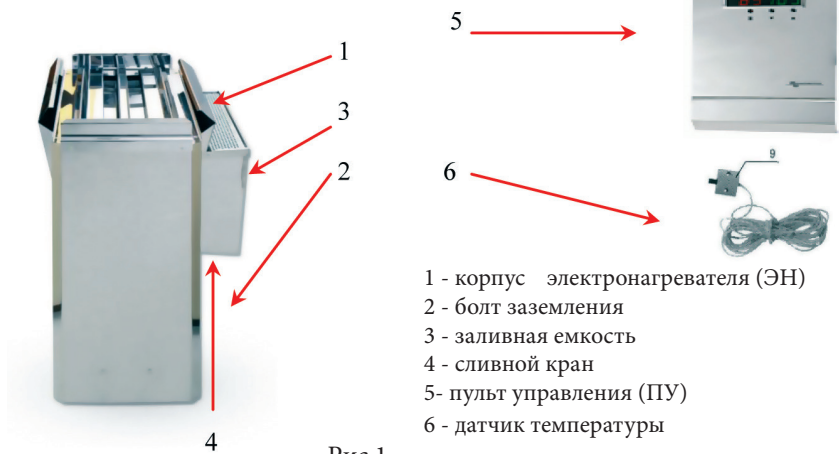 1
3
2
4
5
6
9
1 - корпус электронагревателя (ЭН)
2 - болт заземления
3 - заливная емкость
4 - сливной кран
5- пульт управления (ПУ)
6 - датчик температуры